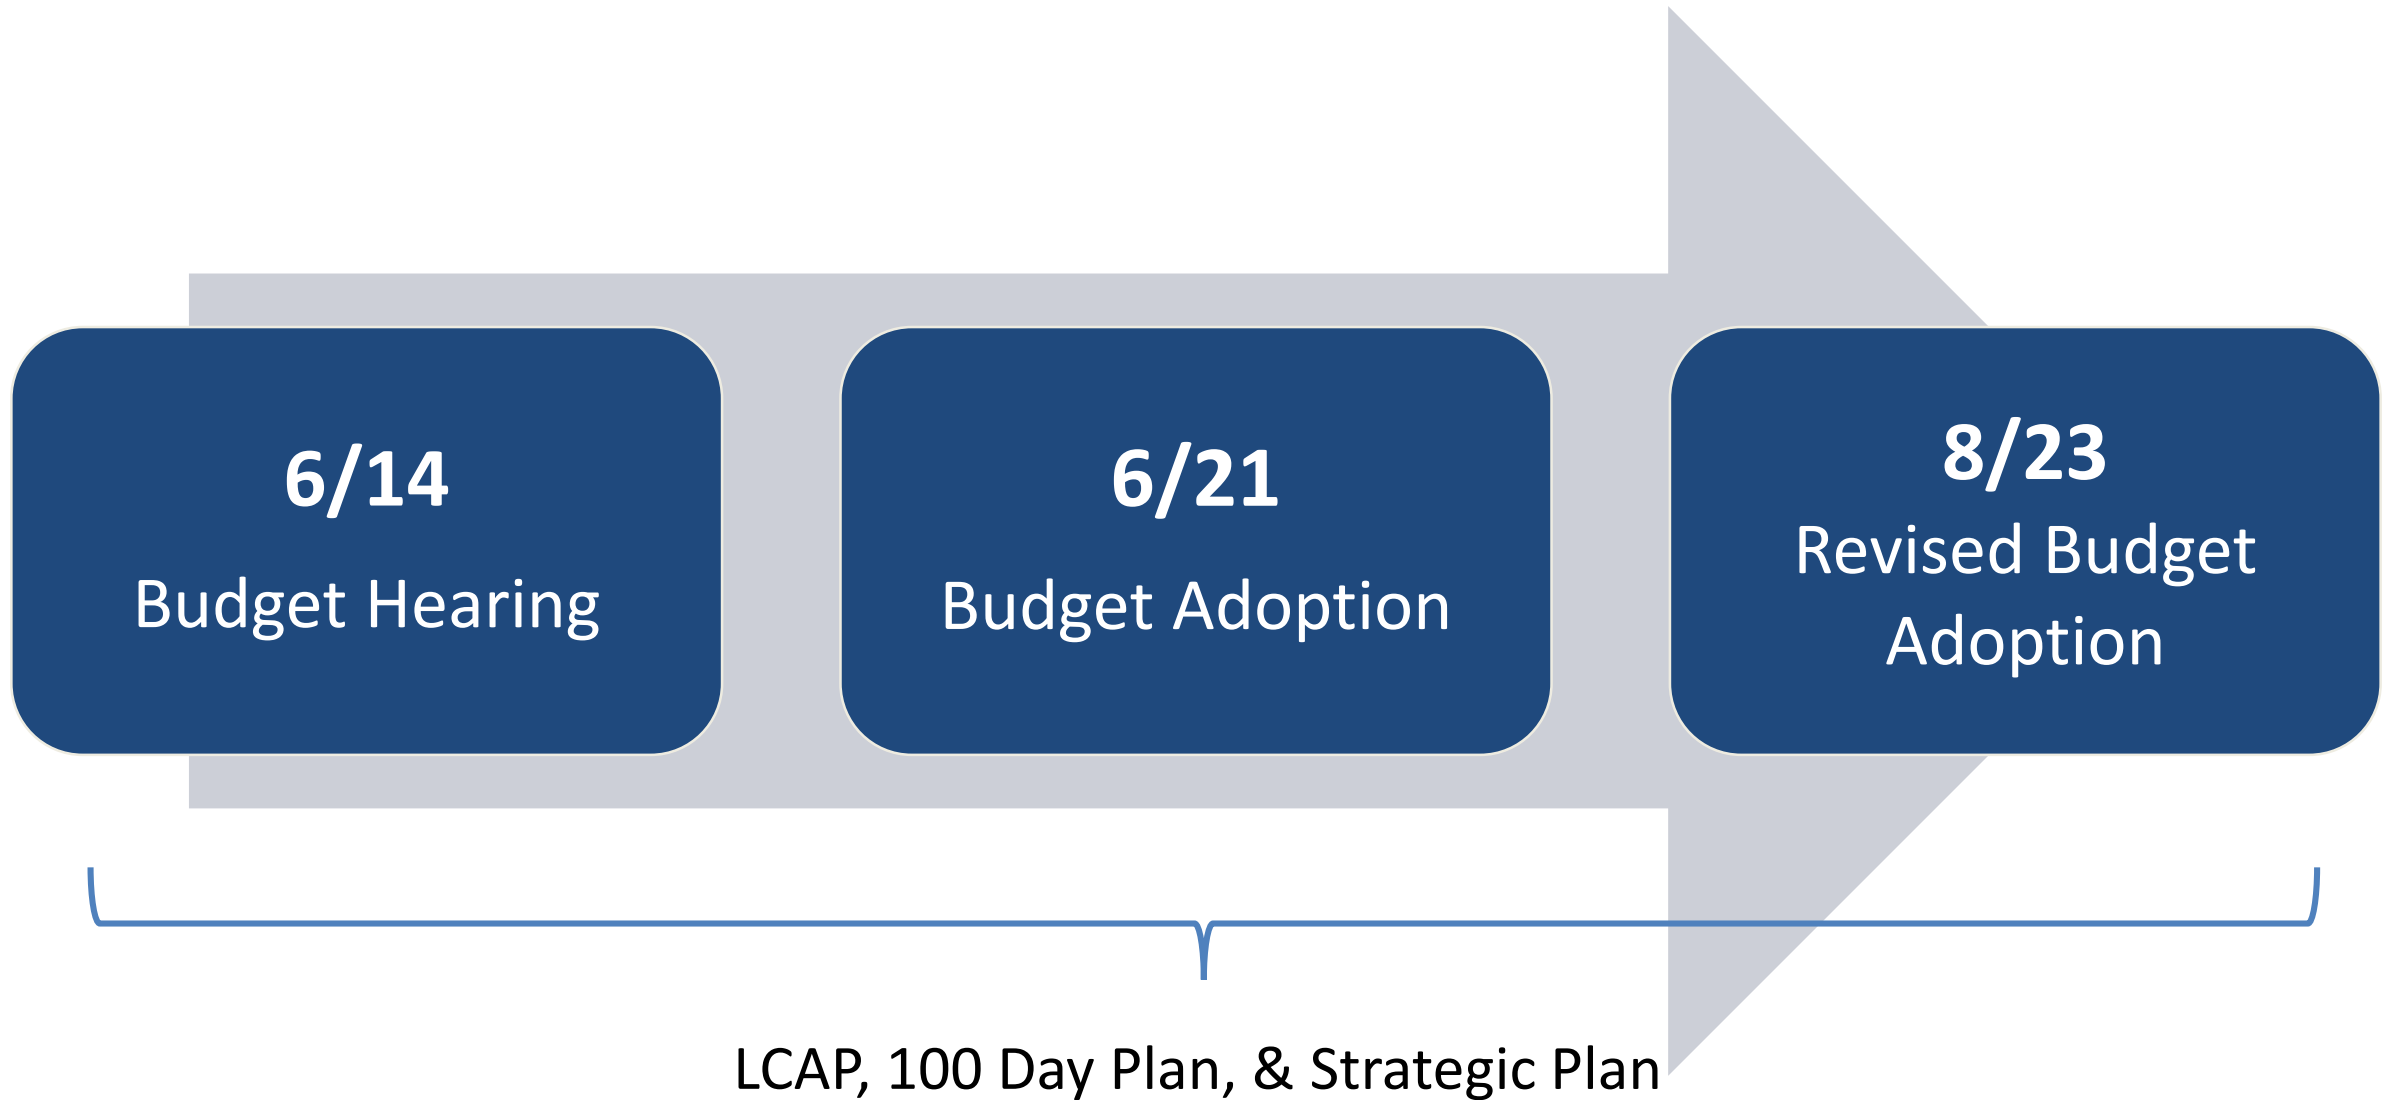 6/14
Budget Hearing
6/21
Budget Adoption
8/23
Revised Budget
Adoption
LCAP, 100 Day Plan, & Strategic Plan